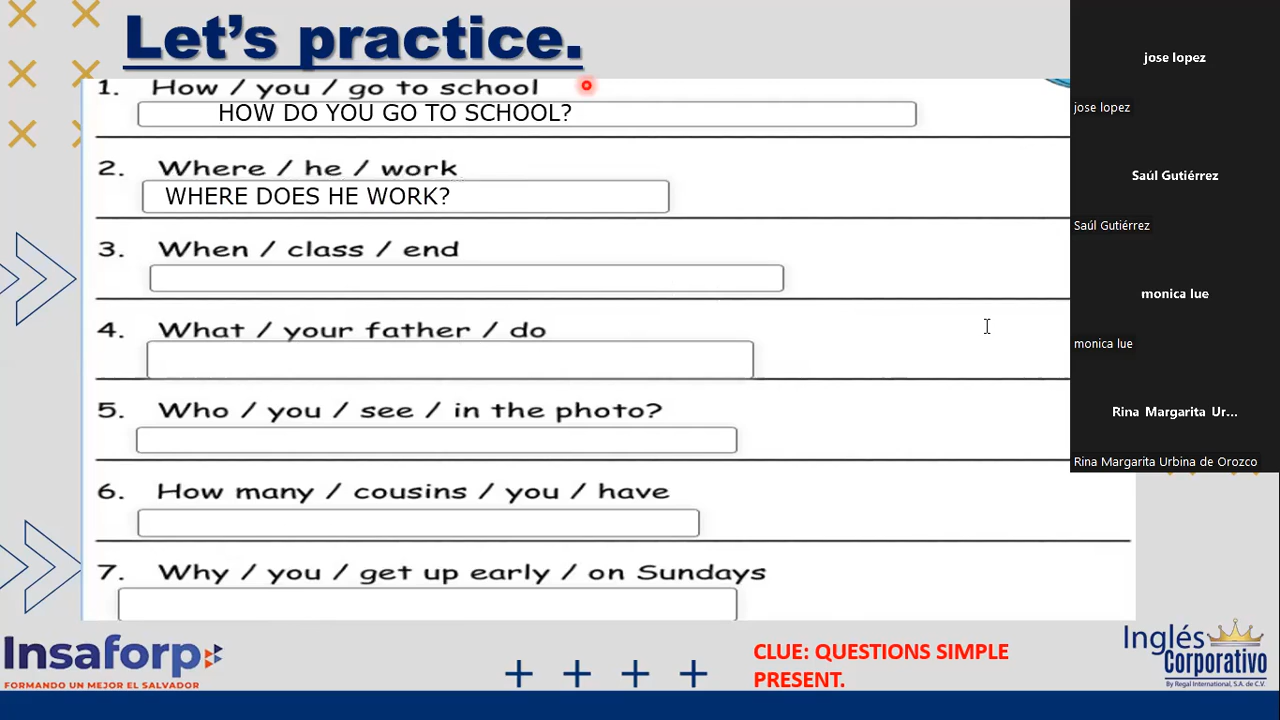 Let's practice.
1. How / you / go to school
HOW DO YOU GO TO SCHOOL?
2. Where / he / work
WHERE DOES HE WORK?
3. When / class / end
4. What / your father / do
5. Who / you / see / in the photo?
6. How many / cousins / you / have
7. Why / you / get up early / on Sundays
jose lopez
jose lopez
Saúl Gutiérrez
Saúl Gutiérrez
monica lue
monica lue
Rina Margarita Ur...
Rina Margarita Urbina de Orozco
Insaforp
FORMANDO UN MEJOR EL SALVADOR
CLUE: QUESTIONS SIMPLE
PRESENT.
Inglés
Corporativo
By Regal International, S.A. de C.V.